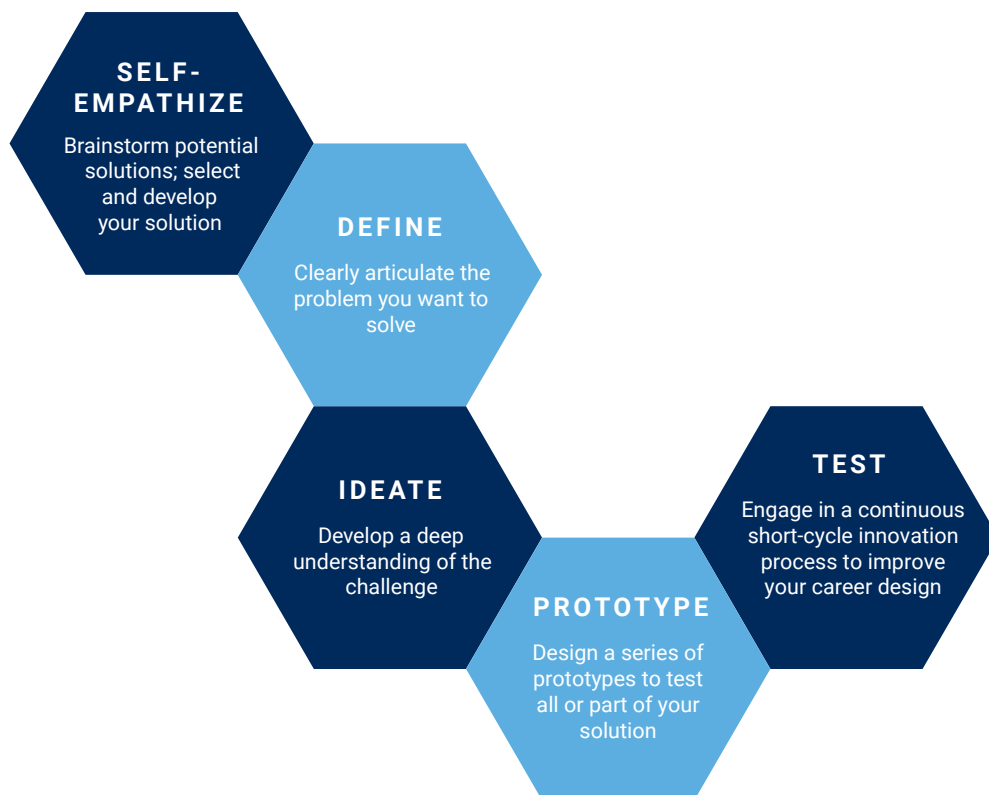 SELF-
EMPATHIZE
Brainstorm potential
solutions; select
and develop
your solution
DEFINE
Clearly articulate the
problem you want to
solve
IDEATE
Develop a deep
understanding of the
challenge
PROTOTYPE
Design a series of
prototypes to test
all or part of your
solution
TEST
Engage in a continuous
short-cycle innovation
process to improve
your career design